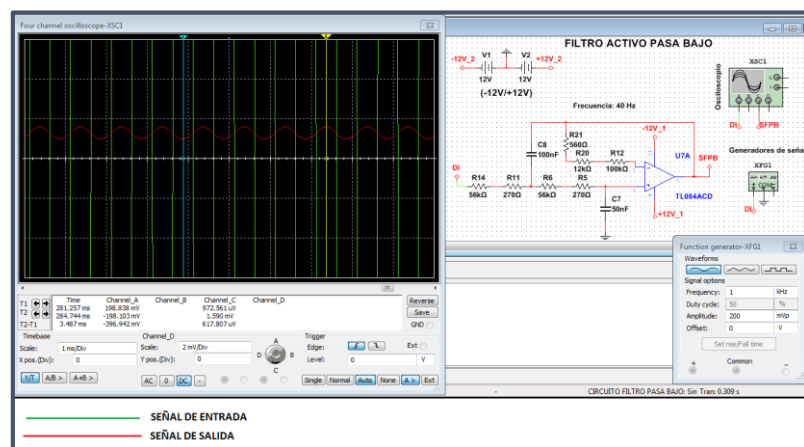 Four channel oscilloscope-XSC1
T1
T2
T2-T1
Time Channel_A Channel_B Channel_C Channel_D
281.257 ms 198.838 mV 972.561 uV
284.744 ms -198.103 mV 1.590 mV
3.487 ms -396.942 mV 617.807 uV
Reverse
Save
GND
Timebase
Scale: 1 ms/Div
X pos.(Div): 0
Y/T A/B > A+B >
Channel_D
Scale: 2 mV/Div
Y pos.(Div): 0
AC 0 DC -
A
B
C
D
Trigger
Edge: Ext
Level: 0 V
Single Normal Auto None A > Ext
FILTRO ACTIVO PASA BAJO
-12V_2 V1 V2 +12V_2
12V 12V
(-12V/+12V)
XSC1
Osciloscopio
DI SFPB
Frecuencia: 40 Hz
C8
100nF
R21
560Ω
R20
12kΩ
R12
100kΩ
-12V_1
U7A
SFPB
TL084ACD
+12V_1
DI
R14
56kΩ
R11
270Ω
R6
56kΩ
R5
270Ω
C7
50nF
Generadores de seña
XFG1
DI
Function generator-XFG1
Waveforms
Signal options
Frequency: 1 kHz
Duty cycle: 50 %
Amplitude: 200 mVp
Offset: 0 V
Set rise/Fall time
+ Common -
- CIRCUITO FILTRO PASA BAJO: Sin Tran: 0.309 s
SEÑAL DE ENTRADA
SEÑAL DE SALIDA